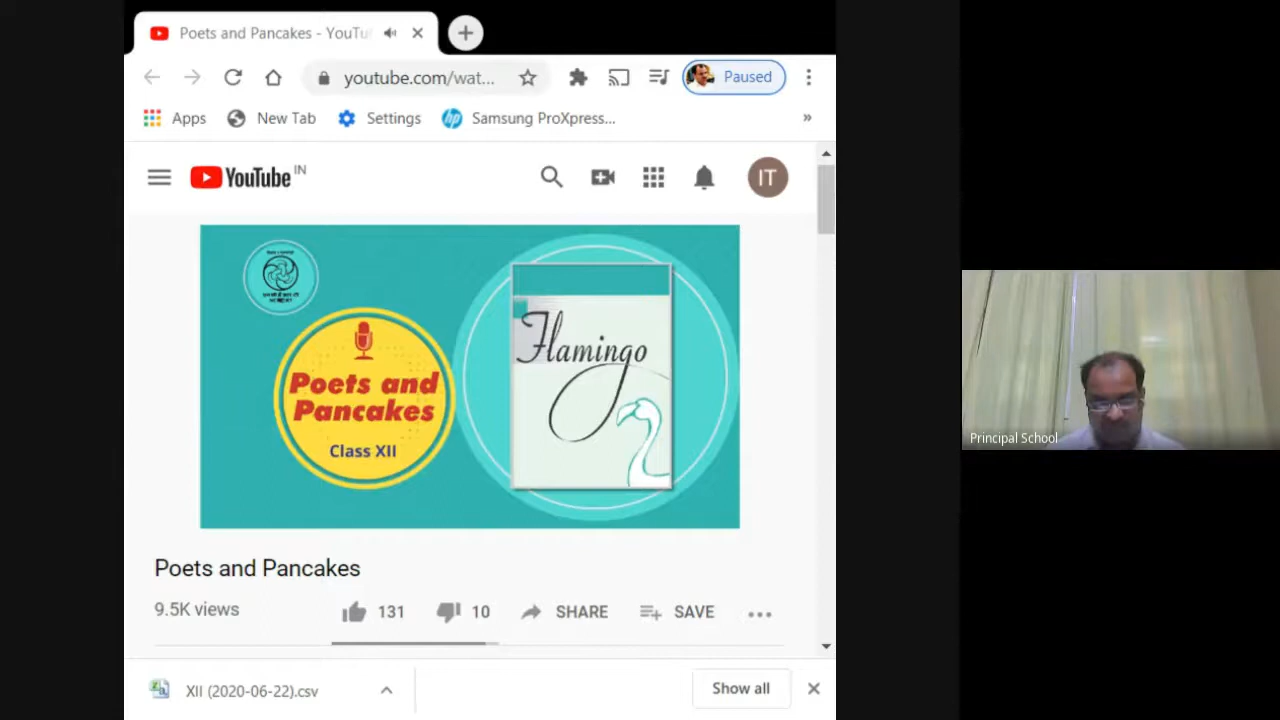 Poets and Pancakes - YouTu
youtube.com/wat...
Paused
Apps
New Tab
Settings
Samsung ProXpress...
»
YouTube IN
IT
Flamingo
Poets and
Pancakes
Class XII
Principal School
Poets and Pancakes
9.5K views
131
10
SHARE
SAVE
XII (2020-06-22).csv
Show all